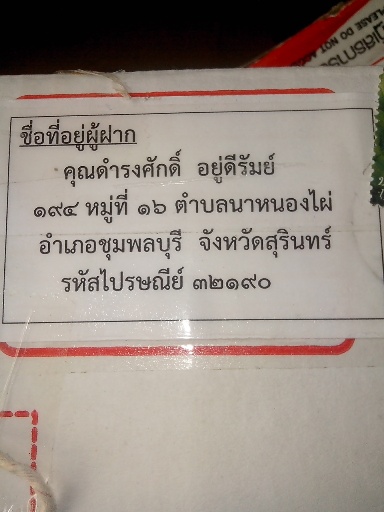 PLEASE DO NOT
ชื่อที่อยู่ผู้ฝาก
คุณดำรงศักดิ์ อยู่ดีรัมย์
๑๙๔ หมู่ที่ ๑๖ ตำบลนาหนองไผ่
อำเภอชุมพลบุรี จังหวัดสุรินทร์
รหัสไปรษณีย์ ๓๒๑๙๐